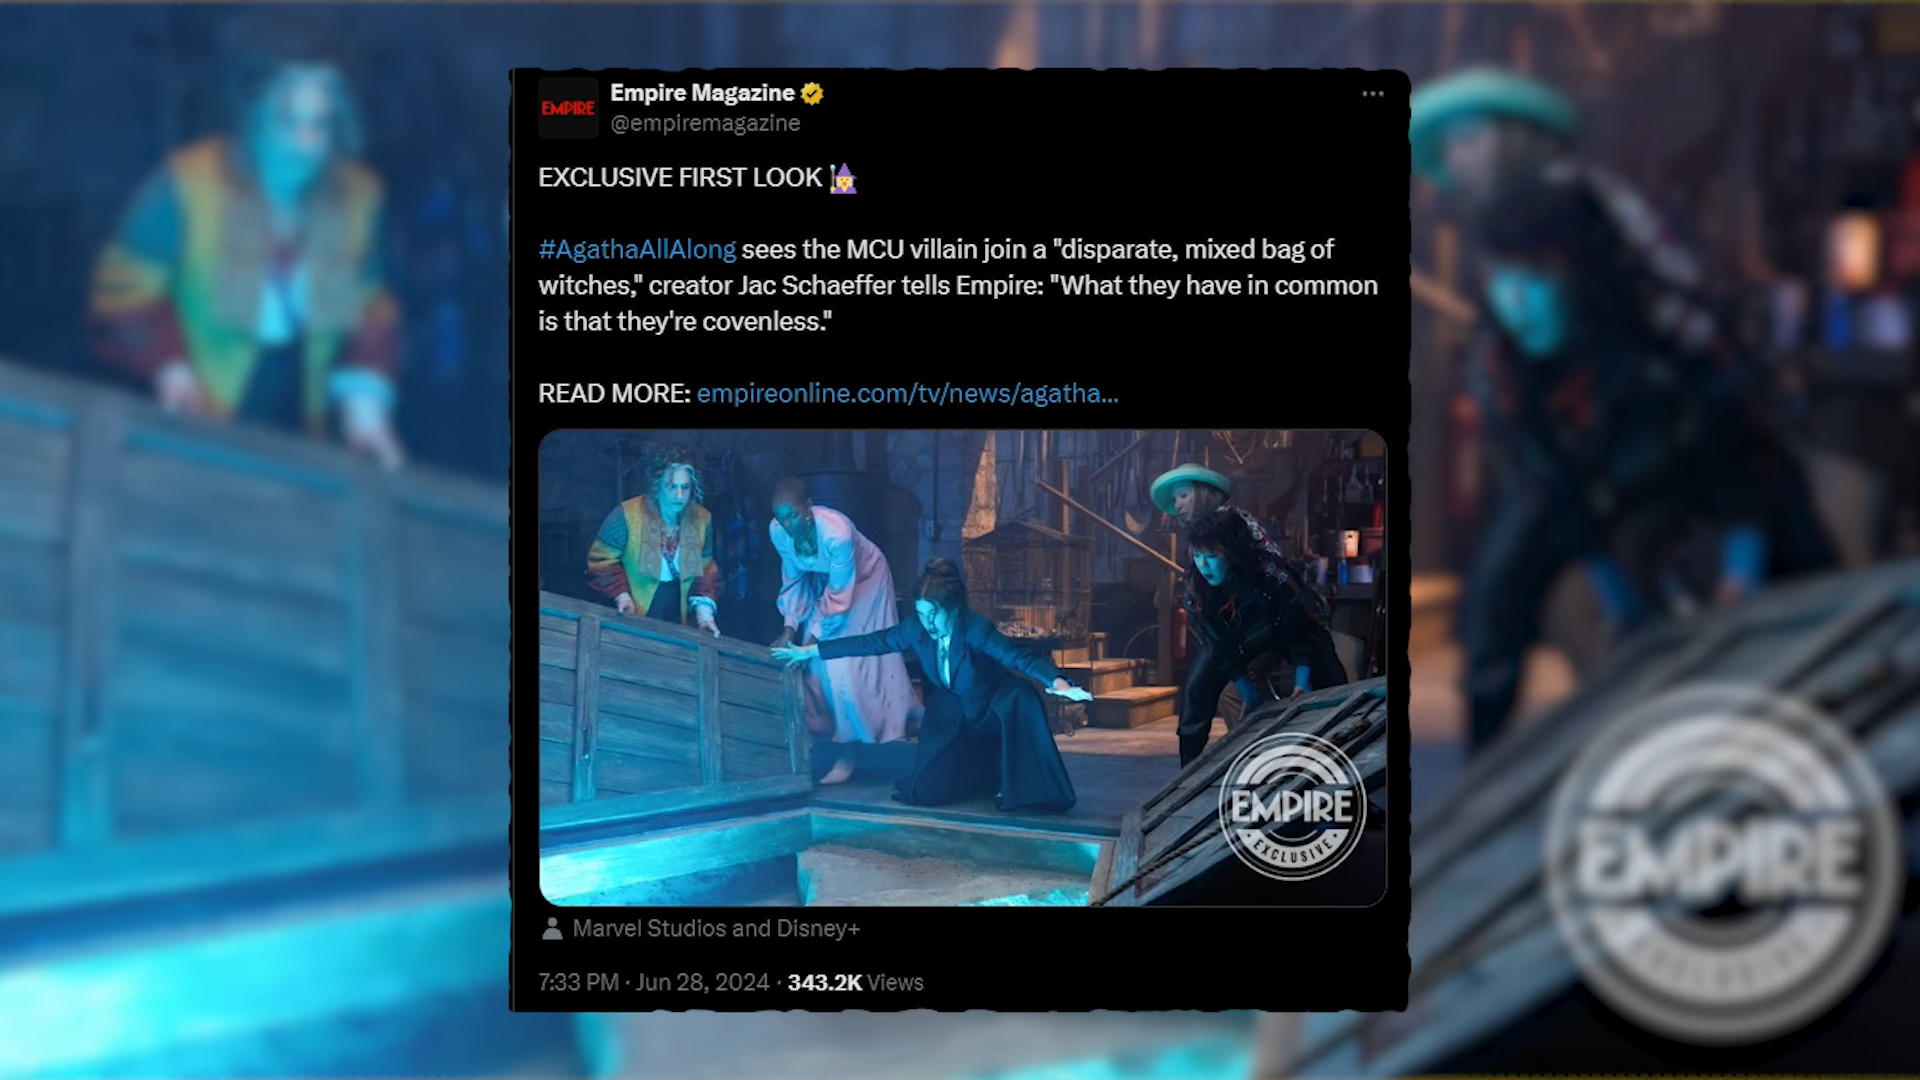 EMPIRE
Empire Magazine
@empiremagazine
EXCLUSIVE FIRST LOOK
#AgathaAllAlong sees the MCU villain join a "disparate, mixed bag of
witches," creator Jac Schaeffer tells Empire: "What they have in common
is that they're covenless."
READ MORE: empireonline.com/tv/news/agatha...
EMPIRE
EXCLUSIVE
Marvel Studios and Disney+
7:33 PM · Jun 28, 2024 · 343.2K Views
EMPIRE
EXCLUSIVE